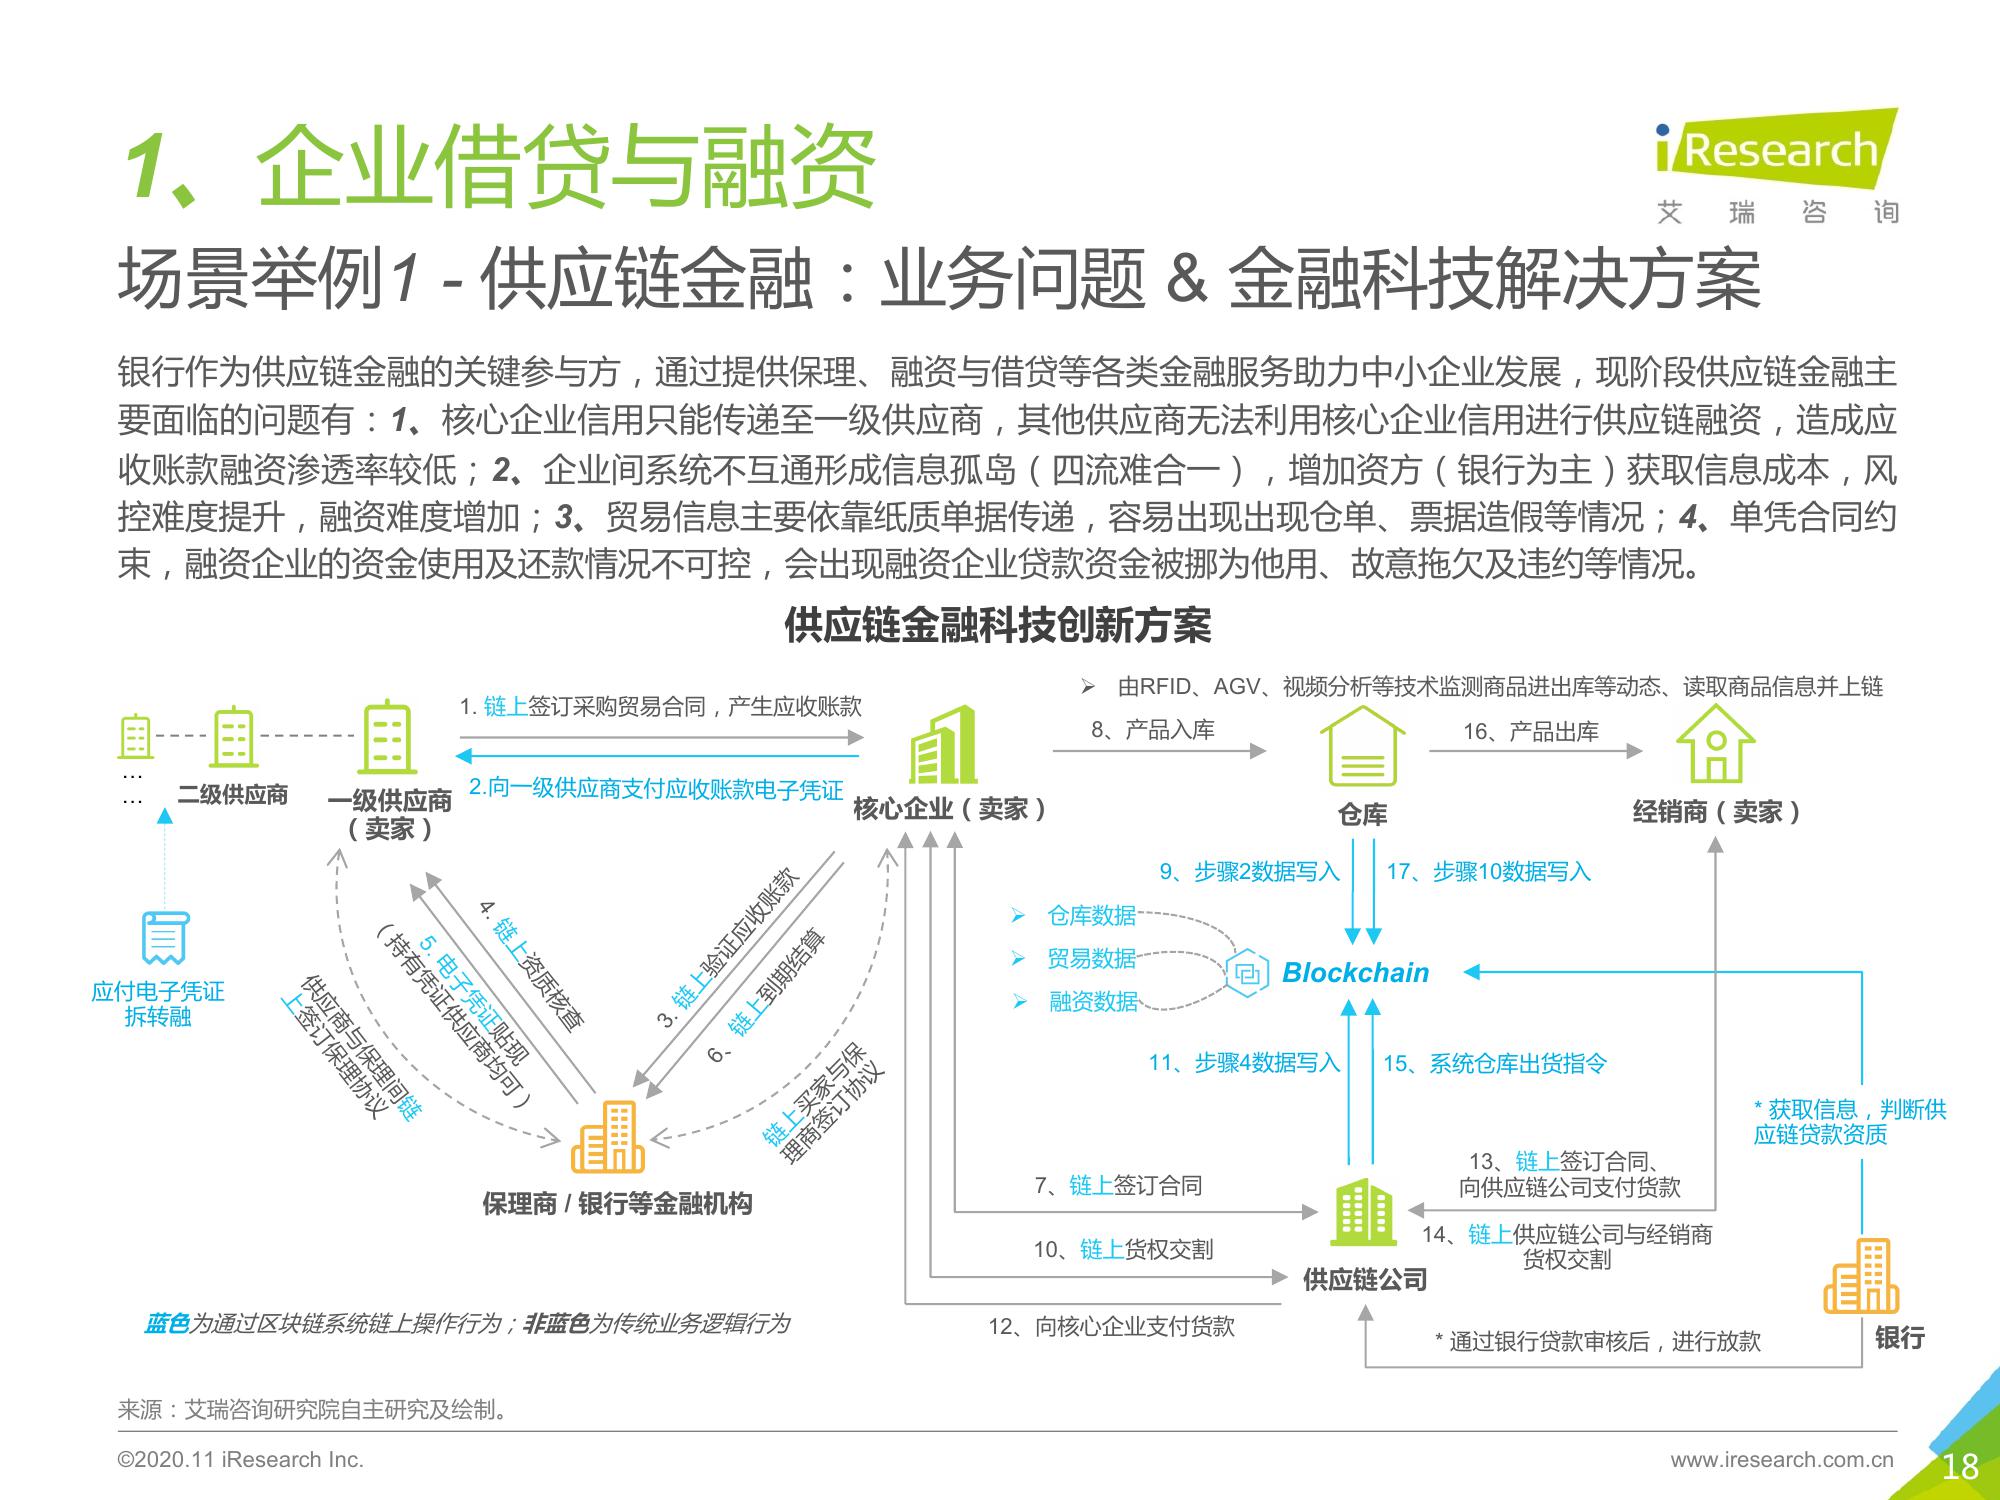 1、企业借贷与融资
iResearch
艾 瑞 咨 询
场景举例1 - 供应链金融：业务问题 & 金融科技解决方案
银行作为供应链金融的关键参与方，通过提供保理、融资与借贷等各类金融服务助力中小企业发展，现阶段供应链金融主
要面临的问题有：1、核心企业信用只能传递至一级供应商，其他供应商无法利用核心企业信用进行供应链融资，造成应
收账款融资渗透率较低；2、企业间系统不互通形成信息孤岛（四流难合一），增加资方（银行为主）获取信息成本，风
控难度提升，融资难度增加；3、贸易信息主要依靠纸质单据传递，容易出现出现仓单、票据造假等情况；4、单凭合同约
束，融资企业的资金使用及还款情况不可控，会出现融资企业贷款资金被挪为他用、故意拖欠及违约等情况。
供应链金融科技创新方案
➢ 由RFID、AGV、视频分析等技术监测商品进出库等动态、读取商品信息并上链
1. 链上签订采购贸易合同，产生应收账款
8、产品入库
16、产品出库
2.向一级供应商支付应收账款电子凭证
…
…
二级供应商
一级供应商
（卖家）
核心企业（卖家）
仓库
经销商（卖家）
9、步骤2数据写入
17、步骤10数据写入
➢ 仓库数据
➢ 贸易数据
➢ 融资数据
Blockchain
应付电子凭证
拆转融
供应商与保理间链
上签订保理协议
4. 链上资质核查
5. 电子凭证贴现
（持有凭证供应商均可）
3. 链上验证应收账款
6、链上到期结算
链上买家与保
理商签订协议
11、步骤4数据写入
15、系统仓库出货指令
* 获取信息，判断供
应链贷款资质
保理商 / 银行等金融机构
7、链上签订合同
13、链上签订合同、
向供应链公司支付货款
10、链上货权交割
14、链上供应链公司与经销商
货权交割
供应链公司
12、向核心企业支付货款
* 通过银行贷款审核后，进行放款
银行
蓝色为通过区块链系统链上操作行为；非蓝色为传统业务逻辑行为
来源：艾瑞咨询研究院自主研究及绘制。
©2020.11 iResearch Inc.
www.iresearch.com.cn
18